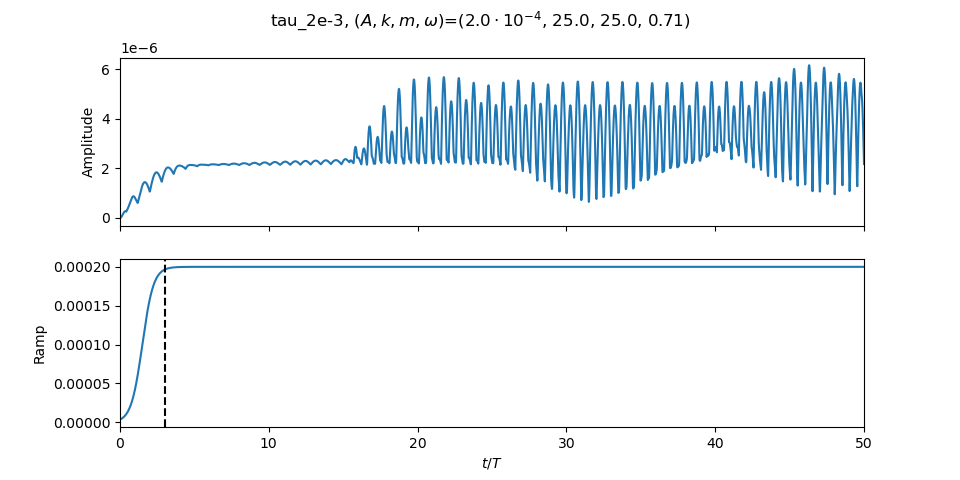 tau_2e-3, (A, k, m, ω)=(2.0 · 10⁻⁴, 25.0, 25.0, 0.71)
1e−6
6
4
2
0
Amplitude
0.00020
0.00015
0.00010
0.00005
0.00000
Ramp
0 10 20 30 40 50
t/T